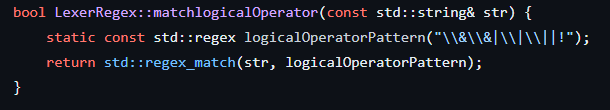 bool LexerRegex::matchlogicalOperator(const std::string& str) {
    static const std::regex logicalOperatorPattern("\\&\\&|\\|\\||!");
    return std::regex_match(str, logicalOperatorPattern);
}